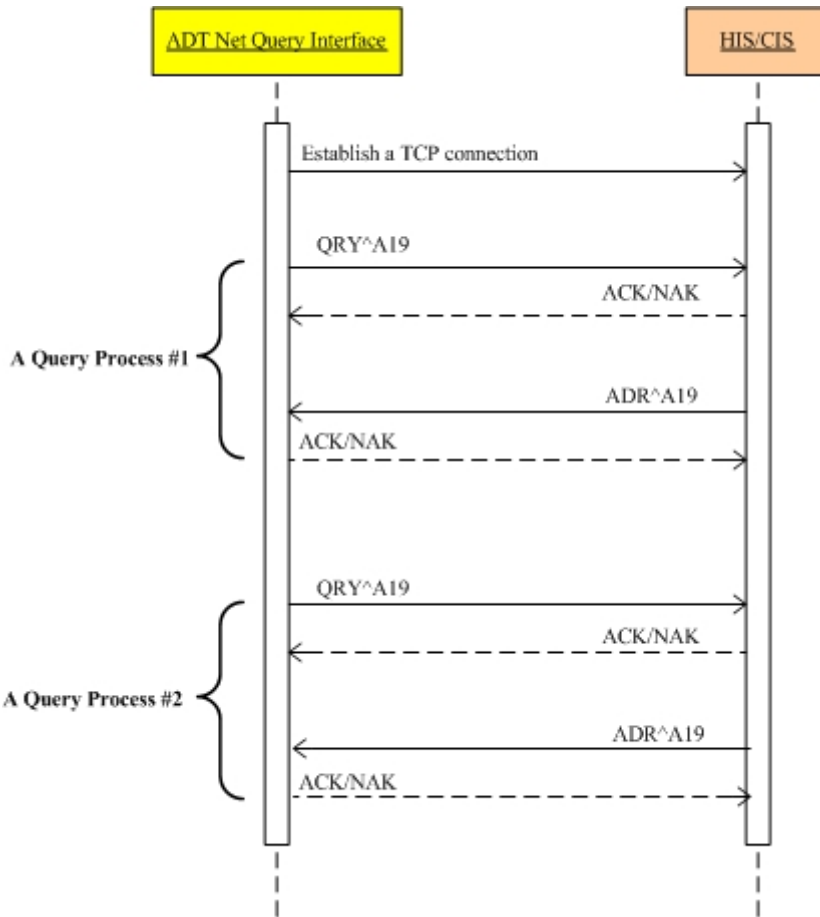 ADT Net Query Interface
HIS/CIS
Establish a TCP connection
QRY^A19
ACK/NAK
A Query Process #1
ADR^A19
ACK/NAK
QRY^A19
ACK/NAK
A Query Process #2
ADR^A19
ACK/NAK